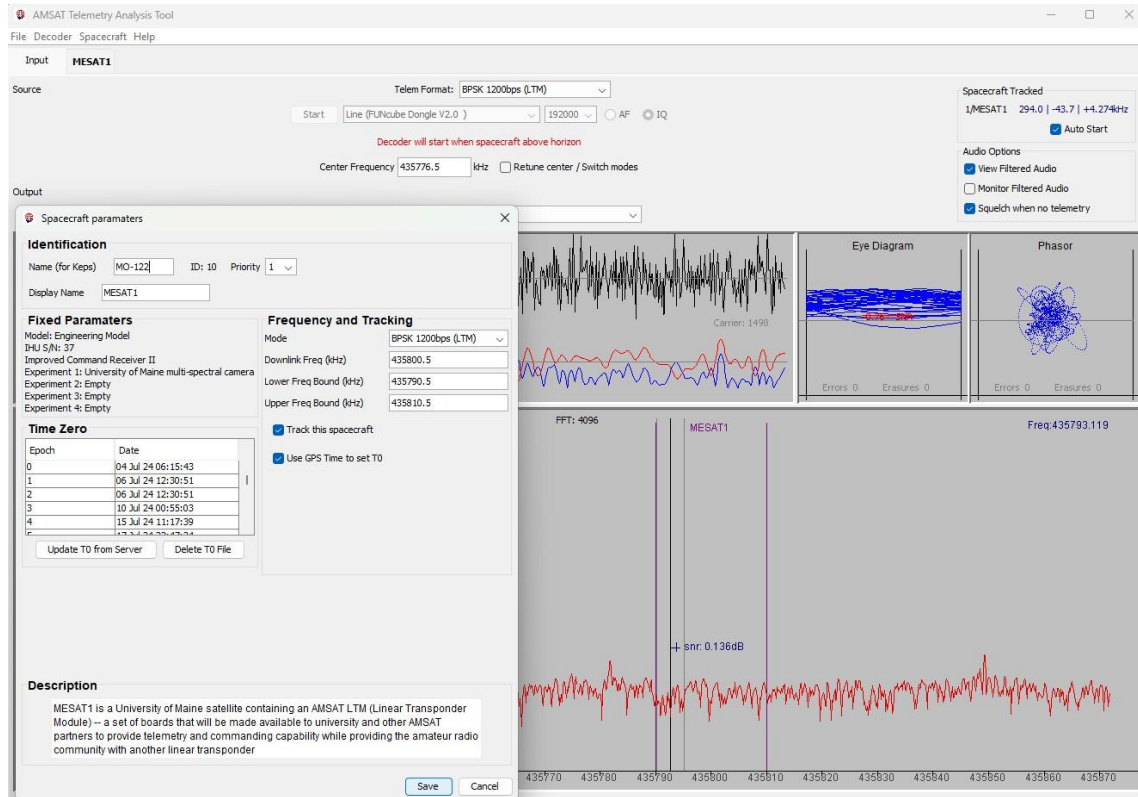 AMSAT Telemetry Analysis Tool
File Decoder Spacecraft Help
Input MESAT1
Source
Telem Format: BPSK 1200bps (LTM)
Start Line (FUNcube Dongle V2.0 ) 192000 AF IQ
Decoder will start when spacecraft above horizon
Center Frequency 435776.5 kHz Retune center / Switch modes
Spacecraft Tracked
1/MESAT1 294.0 | -43.7 | +4.274kHz
Auto Start
Audio Options
View Filtered Audio
Monitor Filtered Audio
Squelch when no telemetry
Output
Spacecraft paramaters
Identification
Name (for Keps) MO-122 ID: 10 Priority 1
Display Name MESAT1
Fixed Paramaters
Model: Engineering Model
IHU S/N: 37
Improved Command Receiver II
Experiment 1: University of Maine multi-spectral camera
Experiment 2: Empty
Experiment 3: Empty
Experiment 4: Empty
Time Zero
Epoch Date
0 04 Jul 24 06:15:43
1 06 Jul 24 12:30:51
2 06 Jul 24 12:30:51
3 10 Jul 24 00:55:03
4 15 Jul 24 11:17:39
Update T0 from Server Delete T0 File
Frequency and Tracking
Mode BPSK 1200bps (LTM)
Downlink Freq (kHz) 435800.5
Lower Freq Bound (kHz) 435790.5
Upper Freq Bound (kHz) 435810.5
Track this spacecraft
Use GPS Time to set T0
Description
MESAT1 is a University of Maine satellite containing an AMSAT LTM (Linear Transponder
Module) -- a set of boards that will be made available to university and other AMSAT
partners to provide telemetry and commanding capability while providing the amateur radio
community with another linear transponder
Save Cancel
Carrier: 1498
Eye Diagram
Errors 0 Erasures 0
Phasor
Errors 0 Erasures 0
FFT: 4096
MESAT1
Freq:435793.119
snr: 0.136dB
435770 435780 435790 435800 435810 435820 435830 435840 435850 435860 435870